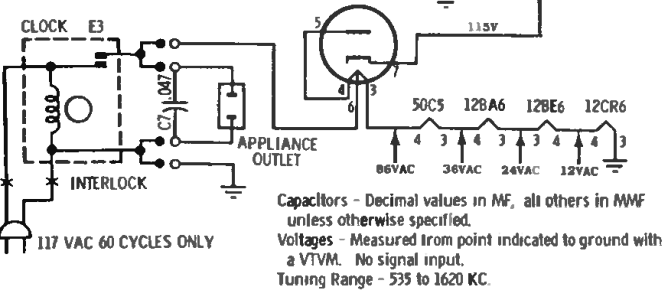 CLOCK E3
5
115V
7
4 3
6
C7 .047
50C5 12BA6 12BE6 12CR6
4 3 4 3 4 3 4 3
86VAC 36VAC 24VAC 12VAC
APPLIANCE
OUTLET
INTERLOCK
117 VAC 60 CYCLES ONLY
Capacitors - Decimal values in MF, all others in MMF
unless otherwise specified.
Voltages - Measured from point indicated to ground with
a VTVM. No signal input.
Tuning Range - 535 to 1620 KC.